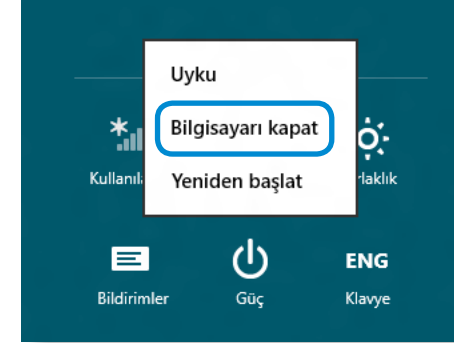 Uyku
Bilgisayarı kapat
Yeniden başlat
Bildirimler
Güç
ENG
Klavye